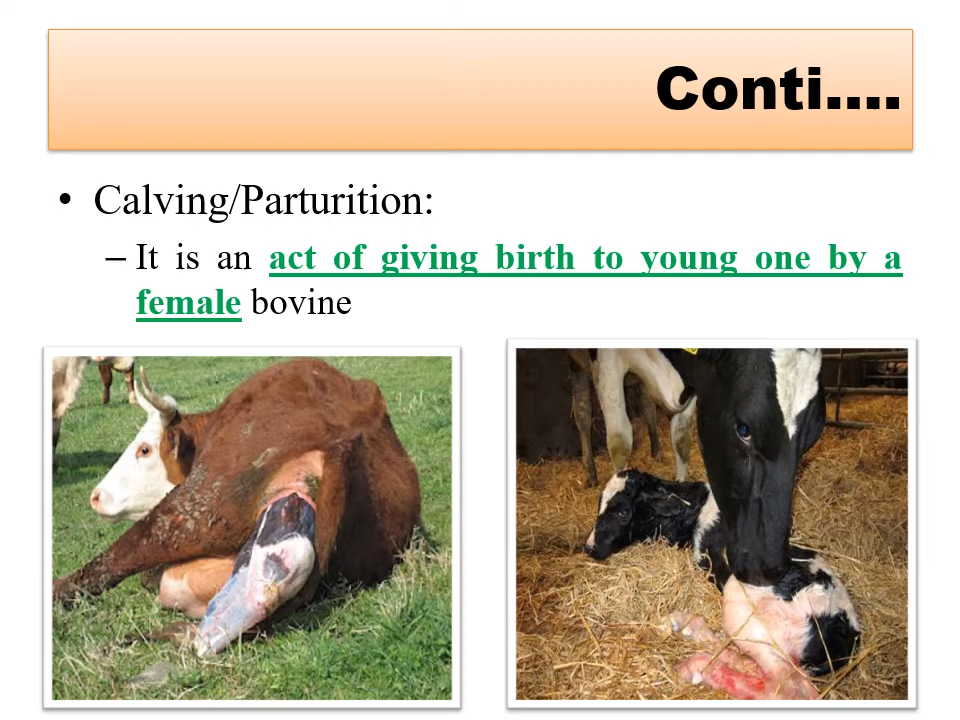 Conti....
• Calving/Parturition:
– It is an act of giving birth to young one by a
female bovine